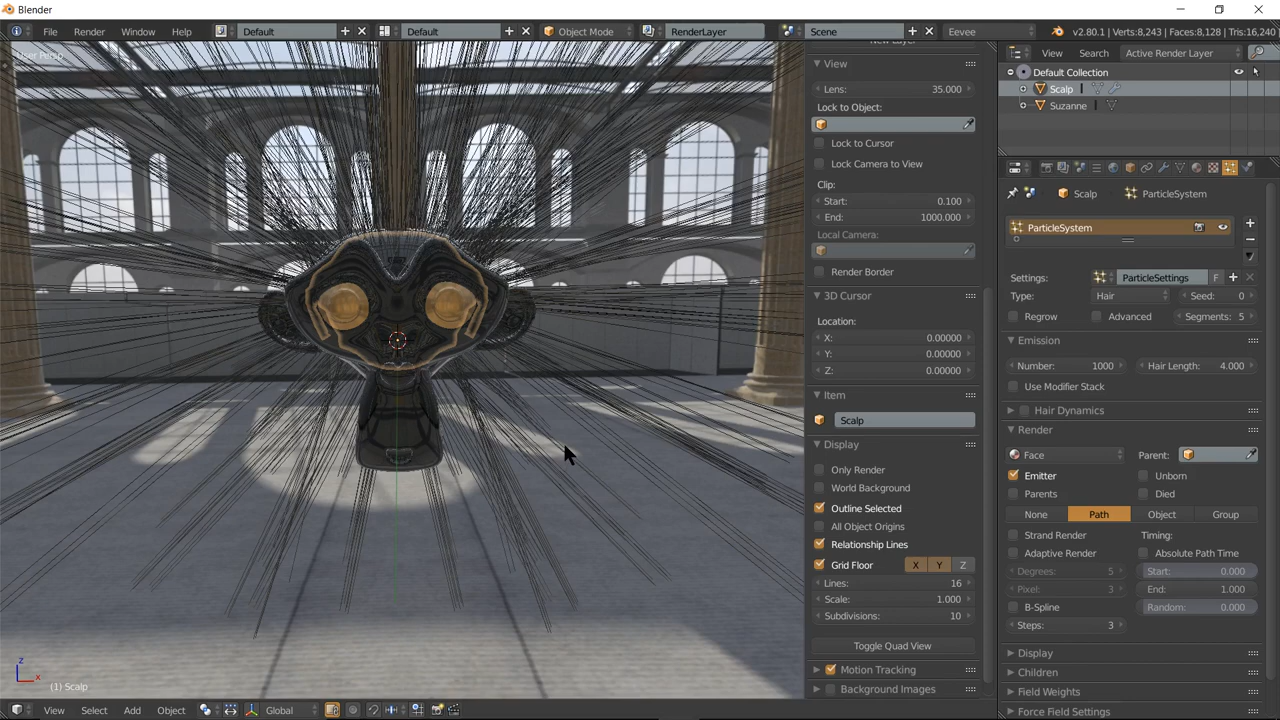 Blender
File Render Window Help Default Default Object Mode RenderLayer Scene Eevee v2.80.1 | Verts:8,243 | Faces:8,128 | Tris:16,240
User Persp
(1) Scalp
z
x
View Select Add Object Global
New Layer
View
Lens: 35.000
Lock to Object:
Lock to Cursor
Lock Camera to View
Clip:
Start: 0.100
End: 1000.000
Local Camera:
Render Border
3D Cursor
Location:
X: 0.00000
Y: 0.00000
Z: 0.00000
Item
Scalp
Display
Only Render
World Background
Outline Selected
All Object Origins
Relationship Lines
Grid Floor X Y Z
Lines: 16
Scale: 1.000
Subdivisions: 10
Toggle Quad View
Motion Tracking
Background Images
View Search Active Render Layer
Default Collection
Scalp
Suzanne
Scalp ParticleSystem
ParticleSystem
Settings: ParticleSettings F
Type: Hair Seed: 0
Regrow Advanced Segments: 5
Emission
Number: 1000 Hair Length: 4.000
Use Modifier Stack
Hair Dynamics
Render
Face Parent:
Emitter Unborn
Parents Died
None Path Object Group
Strand Render Timing:
Adaptive Render Absolute Path Time
Degrees: 5 Start: 0.000
Pixel: 3 End: 1.000
B-Spline Random: 0.000
Steps: 3
Display
Children
Field Weights
Force Field Settings